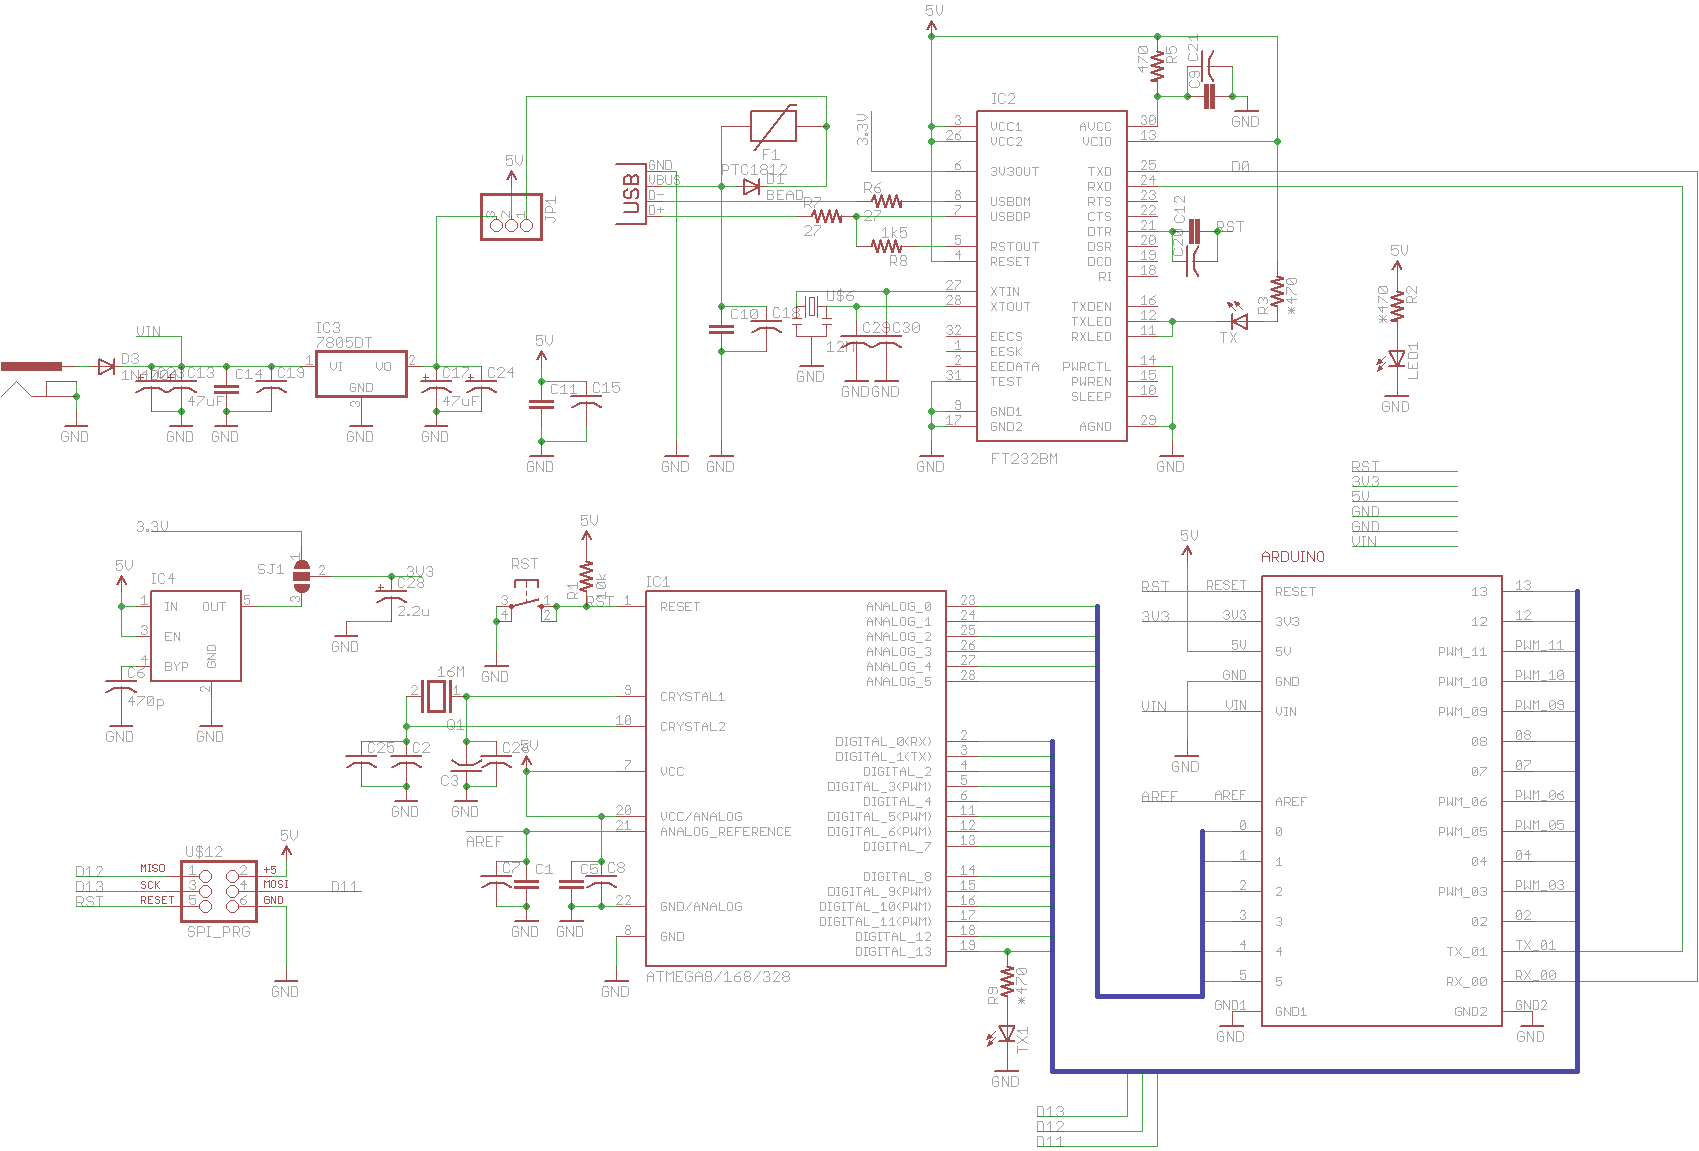 5V
470
R5
C21
C9
GND
IC2
3 VCC1 AVCC 30
26 VCC2 VCIO 13
6 3V3OUT TXD 25
RXD 24
8 USBDM RTS 23
7 USBDP CTS 22
DTR 21
5 RSTOUT DSR 20
4 RESET DCD 19
RI 18
27 XTIN
28 XTOUT TXDEN 16
TXLED 12
32 EECS RXLED 11
1 EESK
2 EEDATA PWRCTL 14
31 TEST PWREN 15
SLEEP 10
9 GND1
17 GND2 AGND 29
FT232BM
GND
GND
3.3V
D0
C12
C20
RST
R3
*470
TX
F1
PTC1812
D1
BEAD
USB
GND
VBUS
D-
D+
R6
27
R7
27
1k5
R8
5V
3 2 1
JP1
U$6
12M
C10
C18
C29
C30
GND
GND
GND
GND
GND
5V
*470
R2
LED1
GND
VIN
IC3
7805DT
1 VI VO 2
GND
3
D3
C13
C14
C19
47uF
C17
C24
47uF
GND
GND
GND
GND
GND
5V
C11
C15
GND
3.3V
5V
IC4
1 IN OUT 5
3 EN
4 BYP
GND
2
C6
470p
GND
GND
SJ1
1
2
3
3V3
C28
2.2u
GND
RST
3 1
4 2
GND
5V
R1
10k
RST
16M
2 1
Q1
C25
C2
C3
GND
GND
5V
IC1
1 RESET ANALOG_0 23
ANALOG_1 24
ANALOG_2 25
ANALOG_3 26
ANALOG_4 27
ANALOG_5 28
9 CRYSTAL1
10 CRYSTAL2
DIGITAL_0(RX) 2
DIGITAL_1(TX) 3
7 VCC DIGITAL_2 4
DIGITAL_3(PWM) 5
DIGITAL_4 6
20 VCC/ANALOG DIGITAL_5(PWM) 11
21 ANALOG_REFERENCE DIGITAL_6(PWM) 12
DIGITAL_7 13
DIGITAL_8 14
DIGITAL_9(PWM) 15
22 GND/ANALOG DIGITAL_10(PWM) 16
DIGITAL_11(PWM) 17
8 GND DIGITAL_12 18
DIGITAL_13 19
ATMEGA8/168/328
GND
AREF
C7
C1
C5
C8
GND
GND
5V
U$12
D12 MISO 1 2 +5
D13 SCK 3 4 MOSI D11
RST RESET 5 6 GND
SPI_PRG
GND
R9
*470
TX1
GND
D13
D12
D11
RST
3V3
5V
GND
GND
VIN
5V
ARDUINO
RST RESET RESET 13 13
3V3 3V3 3V3 12 12
5V 5V PWM_11 PWM_11
GND GND PWM_10 PWM_10
VIN VIN VIN PWM_09 PWM_09
08 08
GND 07 07
AREF AREF AREF PWM_06 PWM_06
0 0 PWM_05 PWM_05
1 1 04 04
2 2 PWM_03 PWM_03
3 3 02 02
4 4 TX_01 TX_01
5 5 RX_00 RX_00
GND1 GND1 GND2 GND2
GND
GND